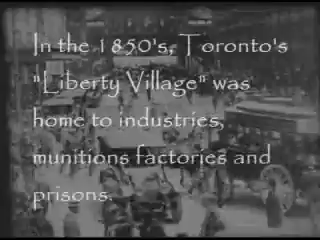 In the 1850's, Toronto's
"Liberty Village" was
home to industries,
munitions factories and
prisons.